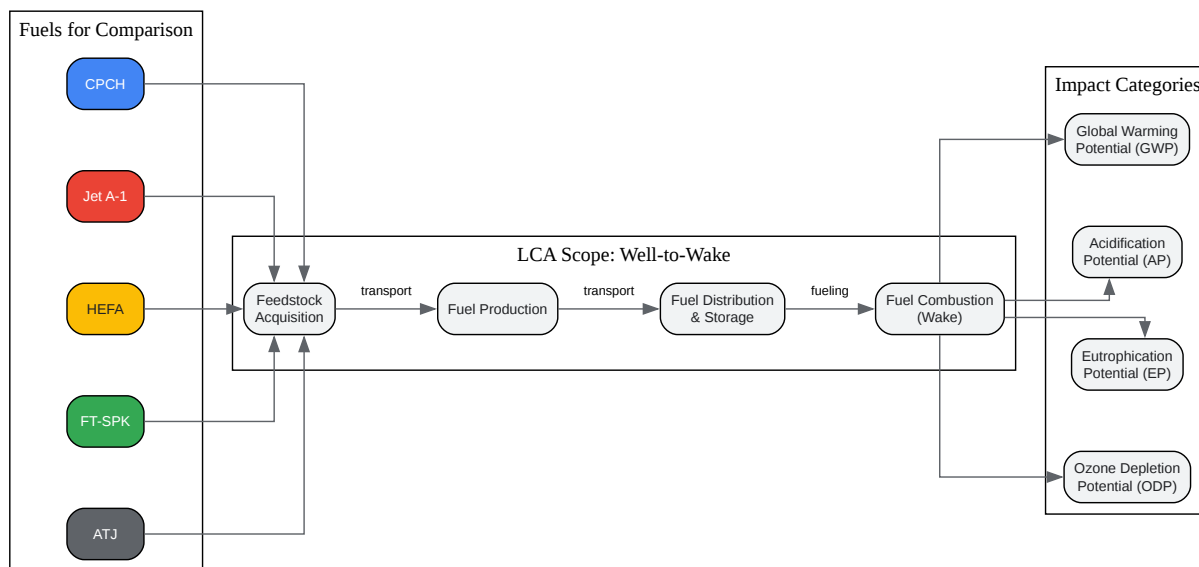 Fuels for Comparison
CPCH
Jet A-1
HEFA
FT-SPK
ATJ
LCA Scope: Well-to-Wake
Feedstock
Acquisition
transport
Fuel Production
transport
Fuel Distribution
& Storage
fueling
Fuel Combustion
(Wake)
Impact Categories
Global Warming
Potential (GWP)
Acidification
Potential (AP)
Eutrophication
Potential (EP)
Ozone Depletion
Potential (ODP)